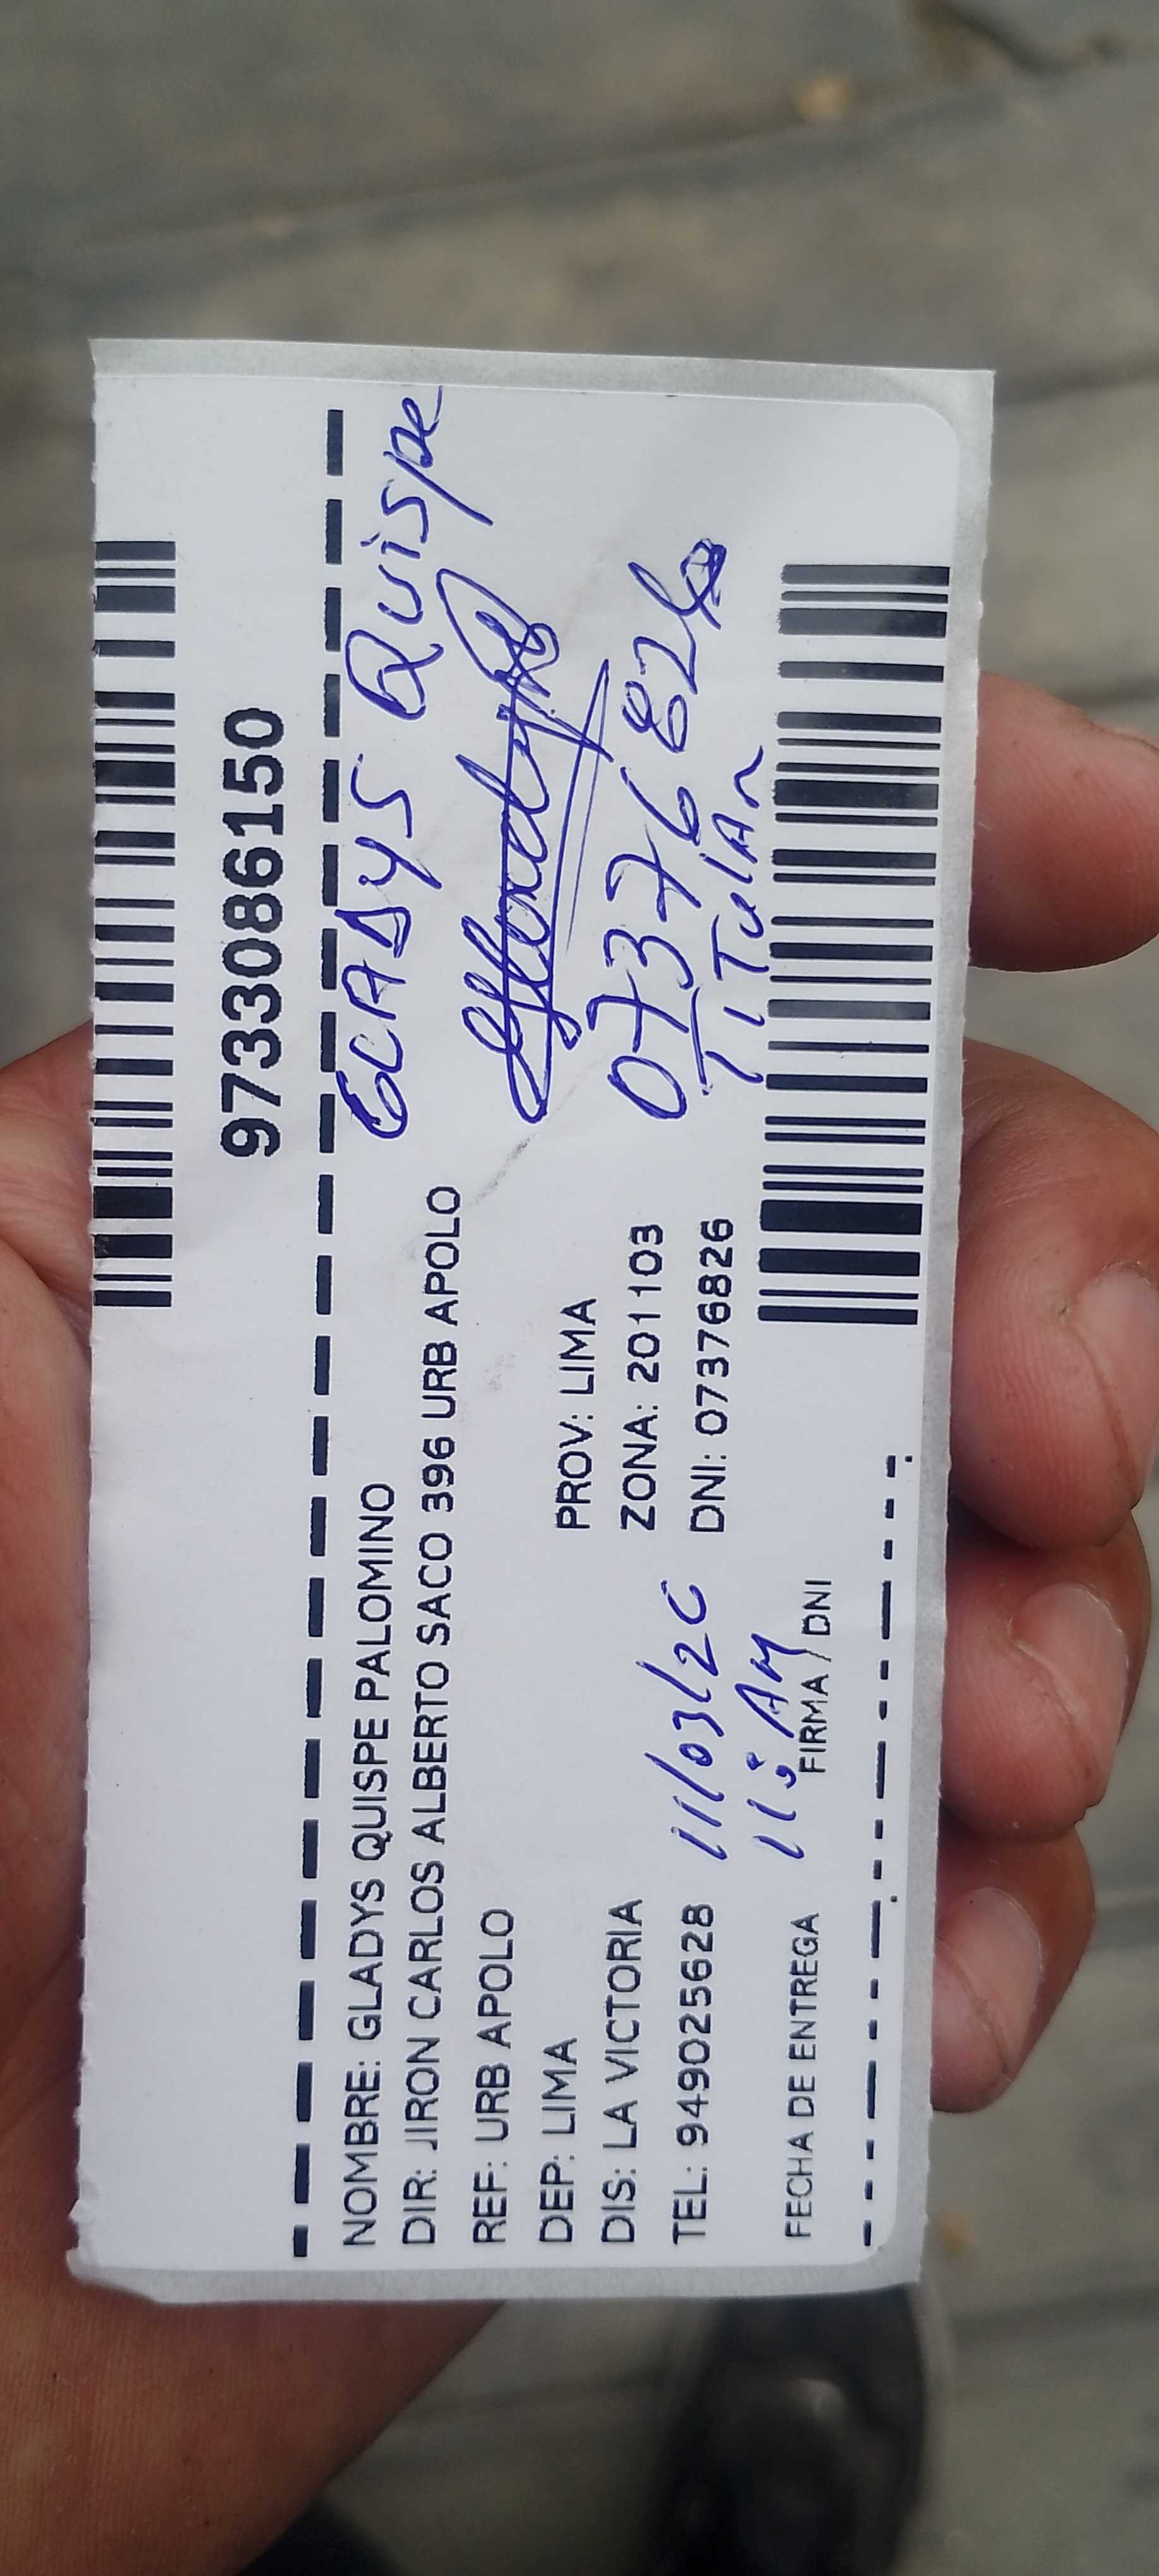 9733086150
GLADYS Quispe
NOMBRE: GLADYS QUISPE PALOMINO
DIR: JIRON CARLOS ALBERTO SACO 396 URB APOLO
REF: URB APOLO
DEP: LIMA PROV: LIMA
DIS: LA VICTORIA ZONA: 201103
TEL: 949025628 DNI: 07376826
0737682
TiTulAr
11/03/2
11: AM
FECHA DE ENTREGA FIRMA / DNI